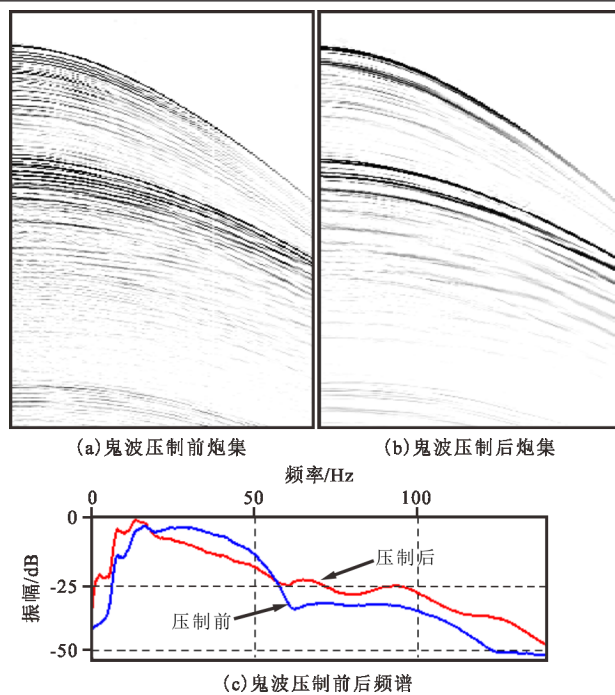 (a)鬼波压制前炮集
(b)鬼波压制后炮集
频率/Hz
0 50 100
0
-25
-50
振幅/dB
压制后
压制前
(c)鬼波压制前后频谱